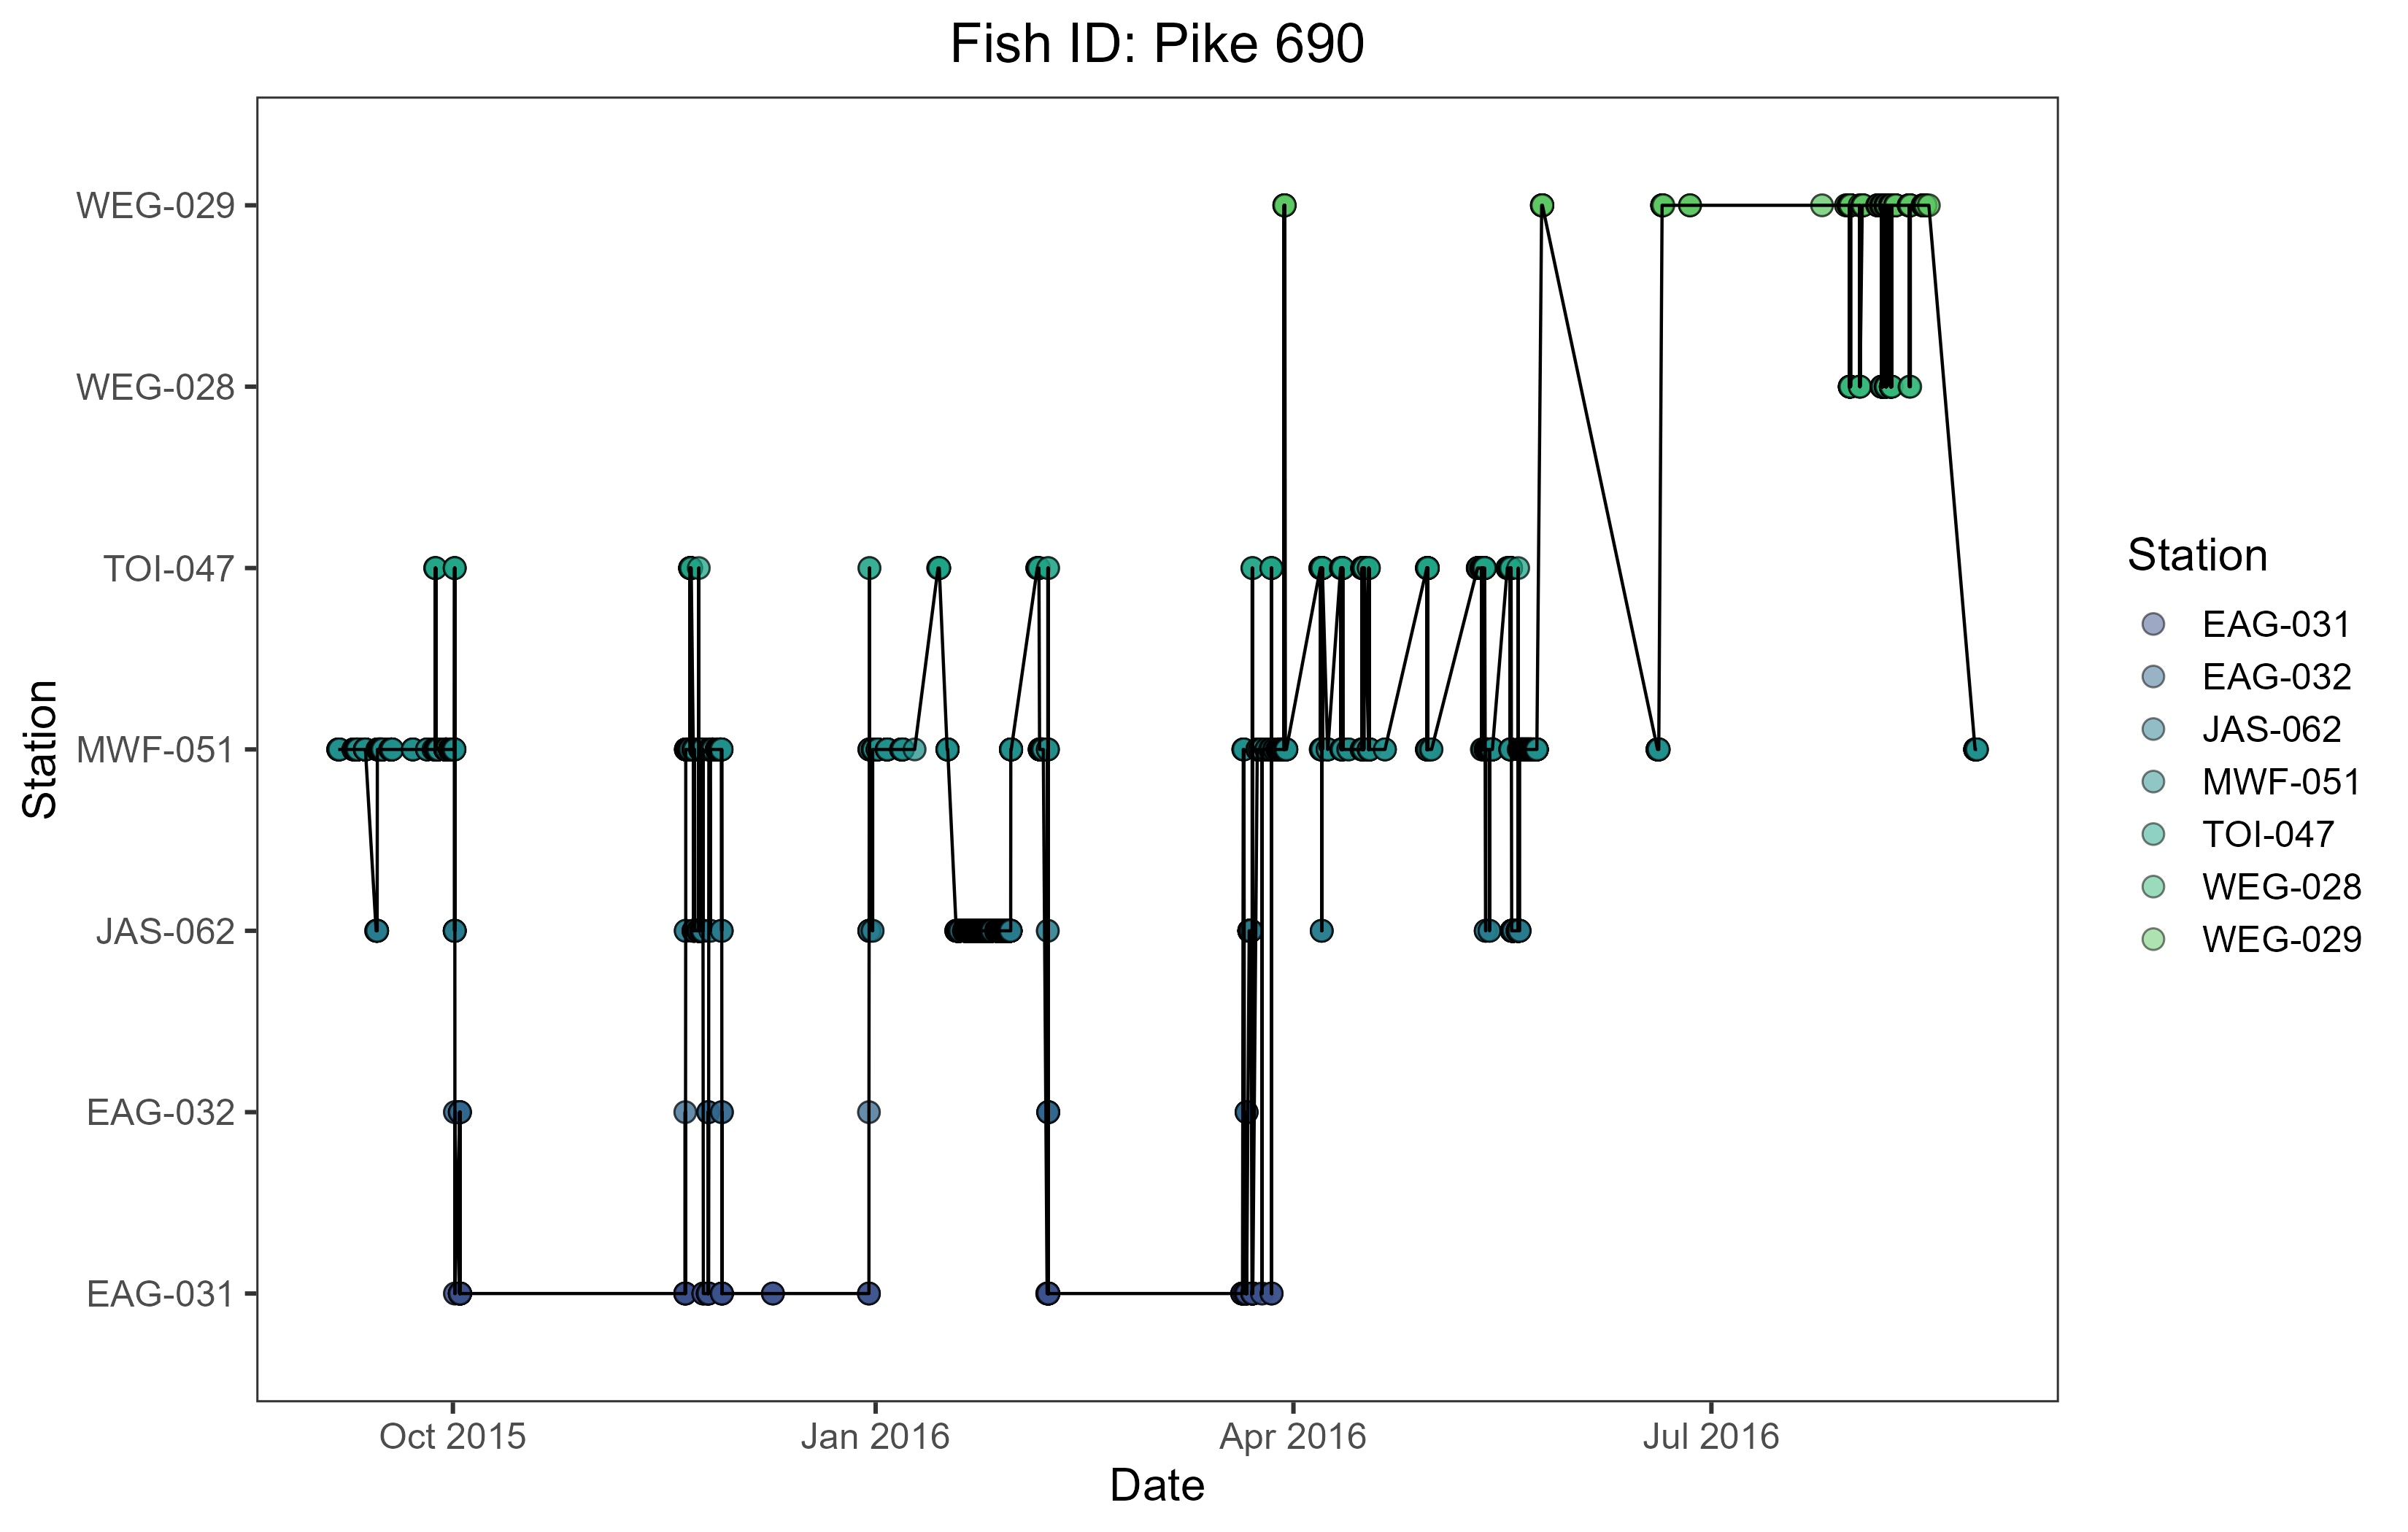 Fish ID: Pike 690
Station
WEG-029
WEG-028
TOI-047
MWF-051
JAS-062
EAG-032
EAG-031
Oct 2015
Jan 2016
Apr 2016
Jul 2016
Date
Station
EAG-031
EAG-032
JAS-062
MWF-051
TOI-047
WEG-028
WEG-029